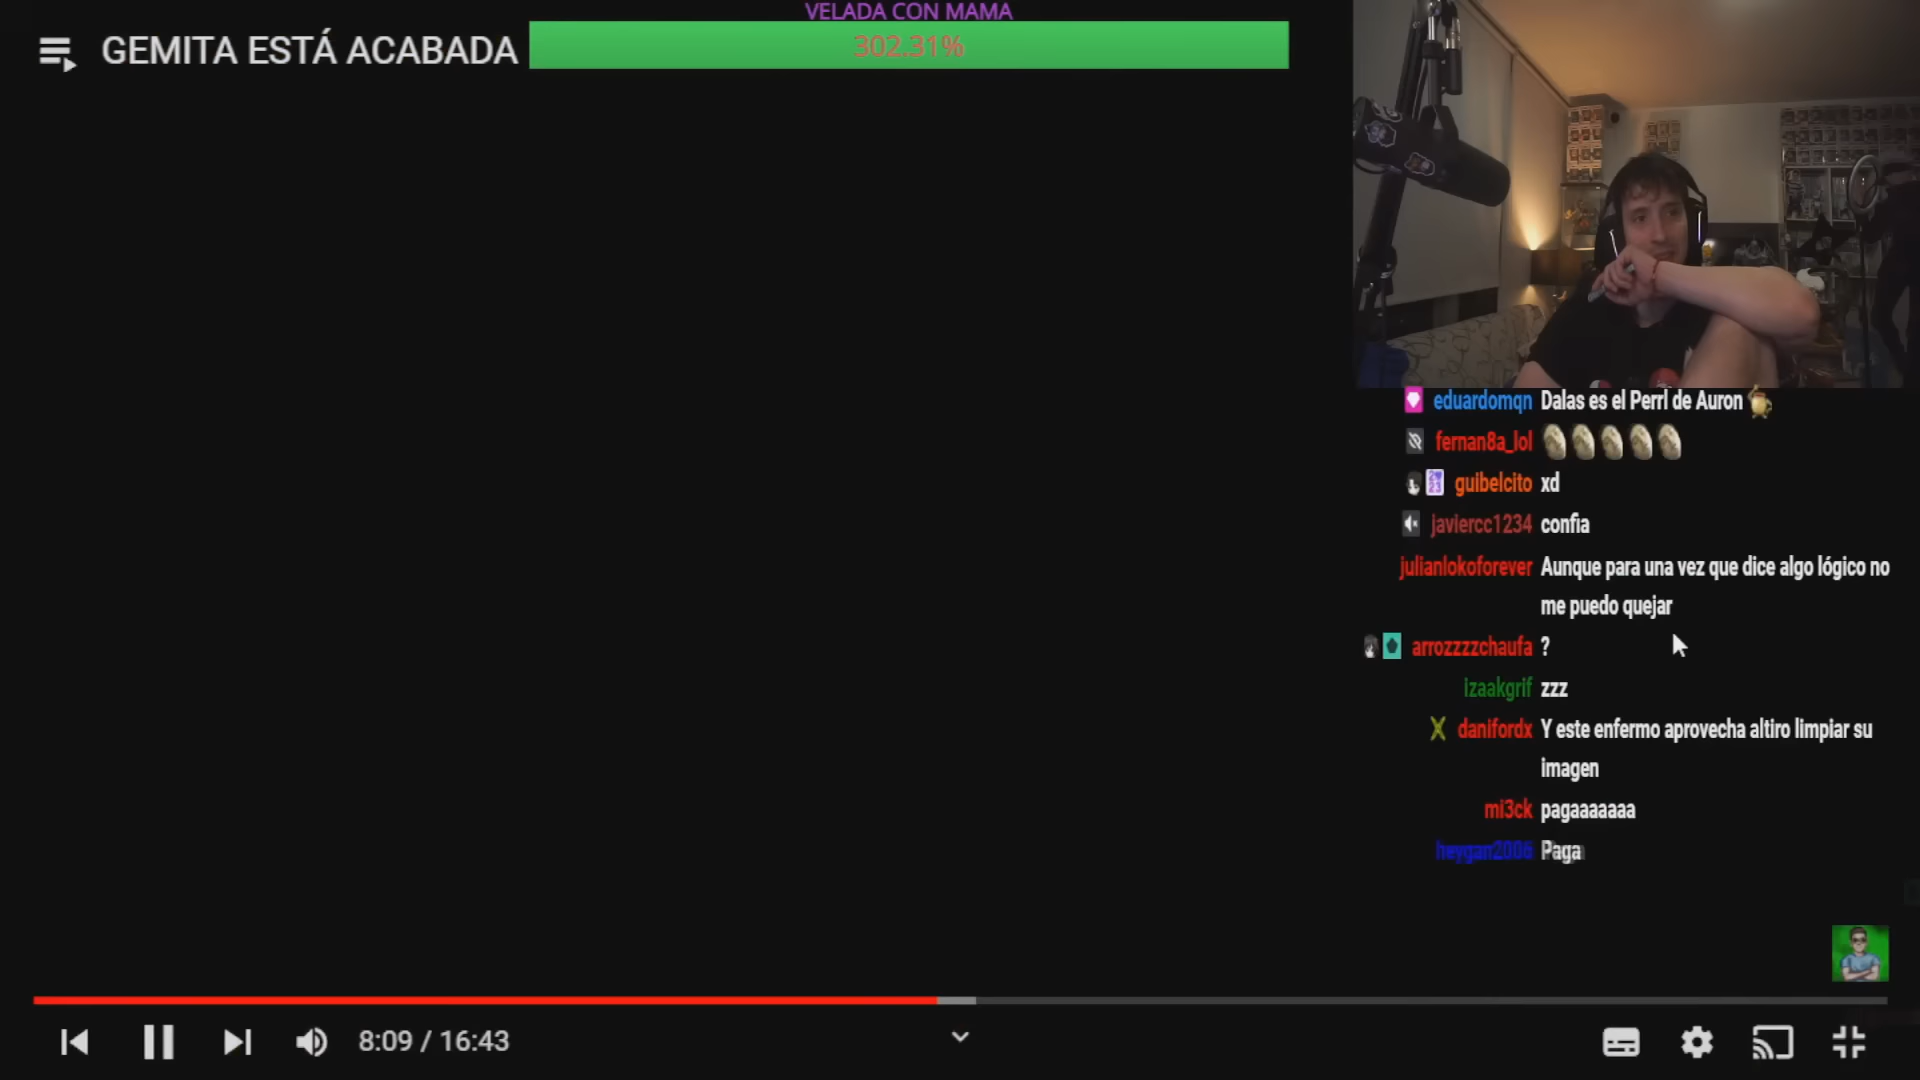 VELADA CON MAMA
GEMITA ESTÁ ACABADA
302.31%
eduardomqn Dalas es el Perrl de Auron
fernan8a_lol
guibelcito xd
javiercc1234 confia
julianlokoforever Aunque para una vez que dice algo lógico no
me puedo quejar
arrozzzzchaufa ?
izaakgrif zzz
danifordx Y este enfermo aprovecha altiro limpiar su
imagen
mi3ck pagaaaaaaa
heygan2006 Paga
8:09 / 16:43